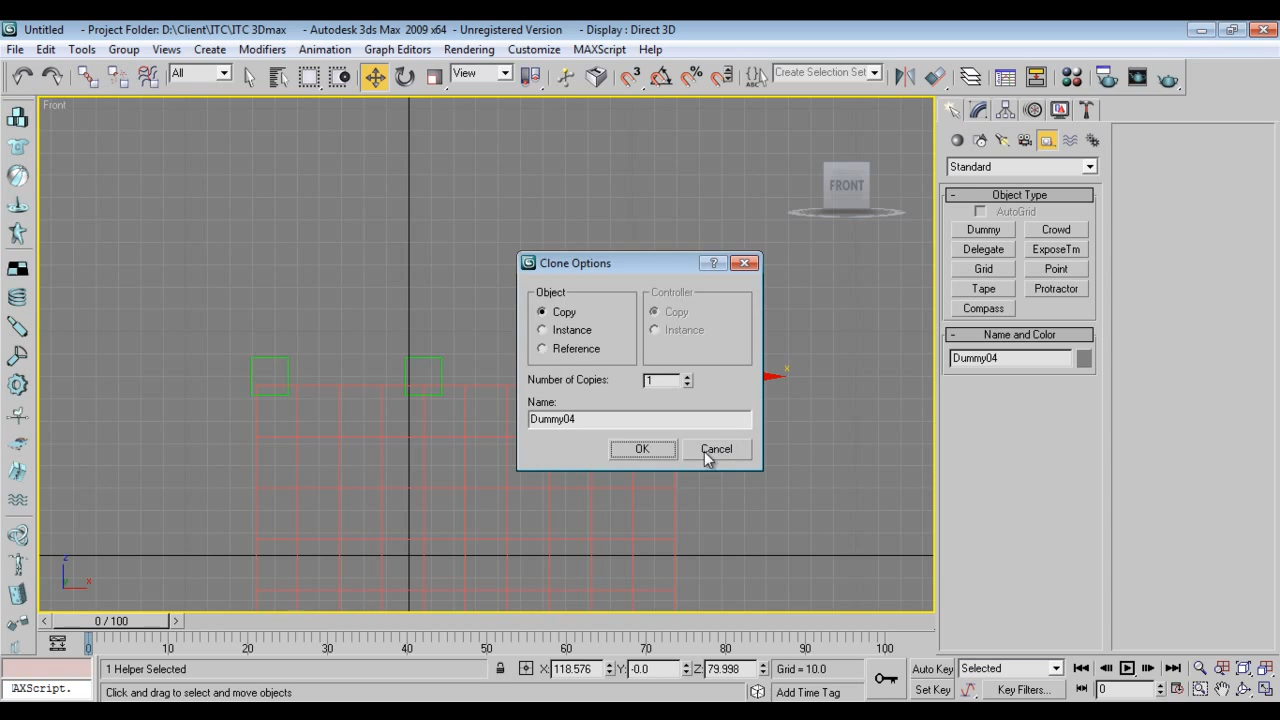 Untitled - Project Folder: D:\Client\ITC\ITC 3Dmax - Autodesk 3ds Max 2009 x64 - Unregistered Version - Display : Direct 3D
File Edit Tools Group Views Create Modifiers Animation Graph Editors Rendering Customize MAXScript Help
All View Create Selection Set
Front
FRONT
Standard
Object Type
AutoGrid
Dummy Crowd
Delegate ExposeTm
Grid Point
Tape Protractor
Compass
Name and Color
Dummy04
Clone Options
Object Controller
Copy Copy
Instance Instance
Reference
Number of Copies: 1
Name:
Dummy04
OK Cancel
x
z
y x
0 / 100
0 10 20 30 40 50 60 70 80 90 100
1 Helper Selected X: 118.576 Y: -0.0 Z: 79.998 Grid = 10.0 Auto Key Selected
AXScript. Click and drag to select and move objects Add Time Tag Set Key Key Filters... 0